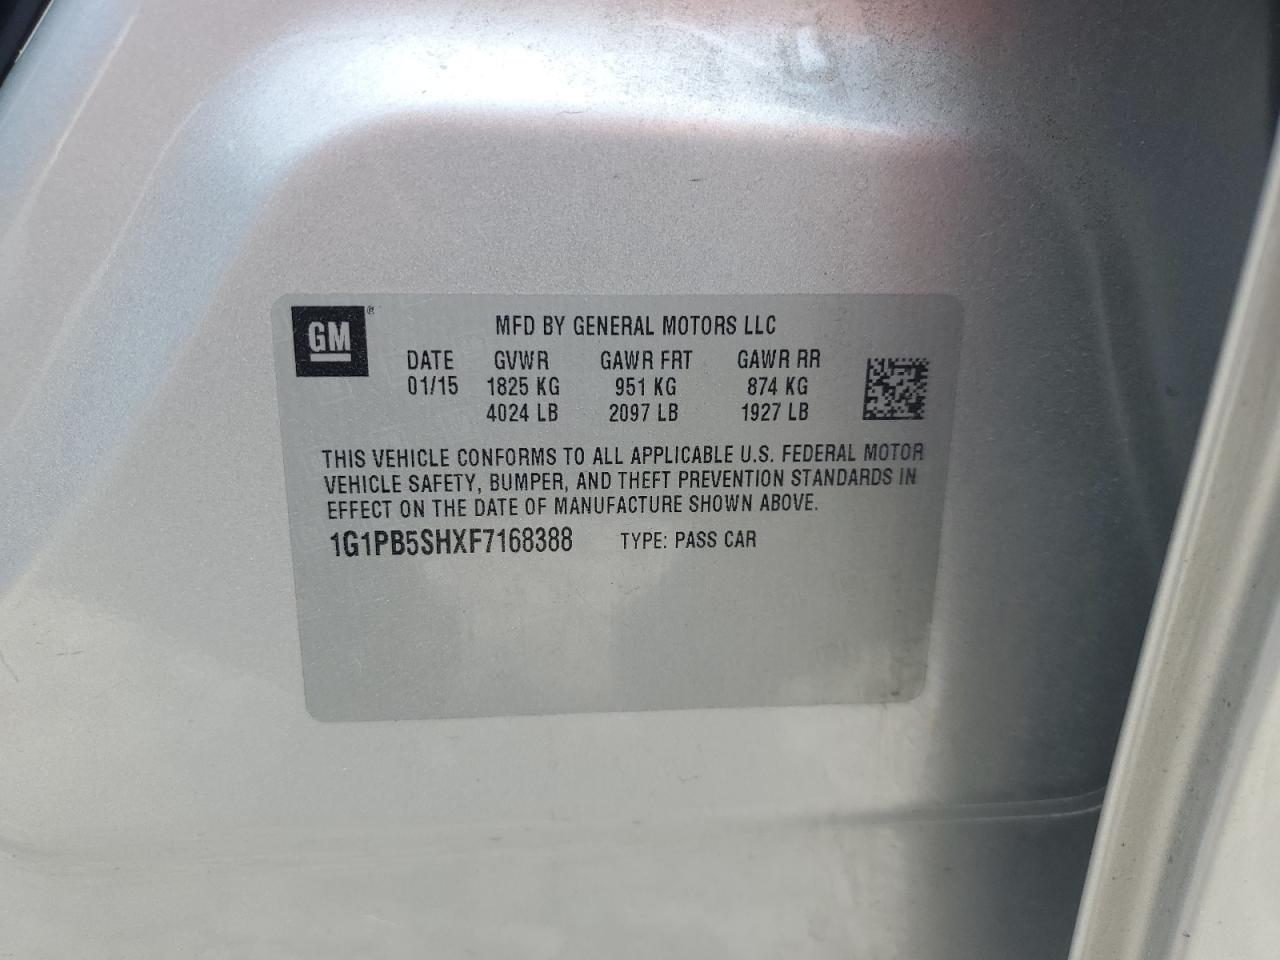 GM ®
MFD BY GENERAL MOTORS LLC
DATE GVWR GAWR FRT GAWR RR
01/15 1825 KG 951 KG 874 KG
4024 LB 2097 LB 1927 LB
THIS VEHICLE CONFORMS TO ALL APPLICABLE U.S. FEDERAL MOTOR
VEHICLE SAFETY, BUMPER, AND THEFT PREVENTION STANDARDS IN
EFFECT ON THE DATE OF MANUFACTURE SHOWN ABOVE.
1G1PB5SHXF7168388 TYPE: PASS CAR